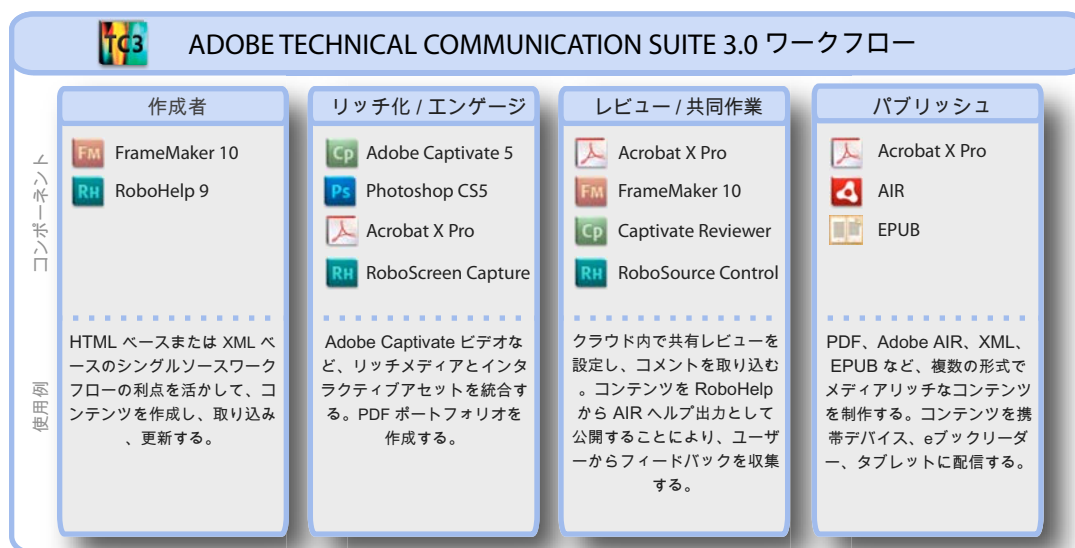 TC3
ADOBE TECHNICAL COMMUNICATION SUITE 3.0 ワークフロー
コンポーネント
使用例
作成者
FM FrameMaker 10
RH RoboHelp 9
HTML ベースまたは XML ベ
ースのシングルソースワーク
フローの利点を活かして、コ
ンテンツを作成し、取り込み
、更新する。
リッチ化 / エンゲージ
Cp Adobe Captivate 5
Ps Photoshop CS5
Acrobat X Pro
RH RoboScreen Capture
Adobe Captivate ビデオな
ど、リッチメディアとインタ
ラクティブアセットを統合す
る。PDF ポートフォリオを
作成する。
レビュー / 共同作業
Acrobat X Pro
FM FrameMaker 10
Cp Captivate Reviewer
RH RoboSource Control
クラウド内で共有レビューを
設定し、コメントを取り込む
。コンテンツを RoboHelp
から AIR ヘルプ出力として
公開することにより、ユーザ
ーからフィードバックを収集
する。
パブリッシュ
Acrobat X Pro
AIR
EPUB
PDF、Adobe AIR、XML、
EPUB など、複数の形式で
メディアリッチなコンテンツ
を制作する。コンテンツを携
帯デバイス、eブックリーダ
ー、タブレットに配信する。